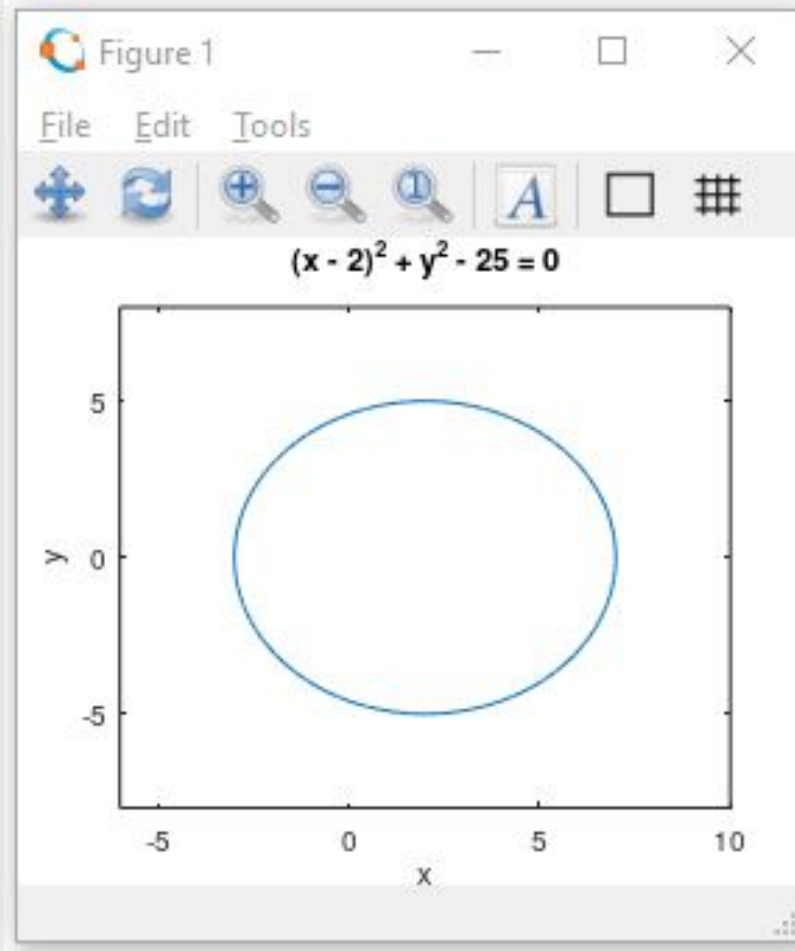 Figure 1
File Edit Tools
A
(x - 2)² + y² - 25 = 0
5
y 0
-5
-5 0 5 10
x